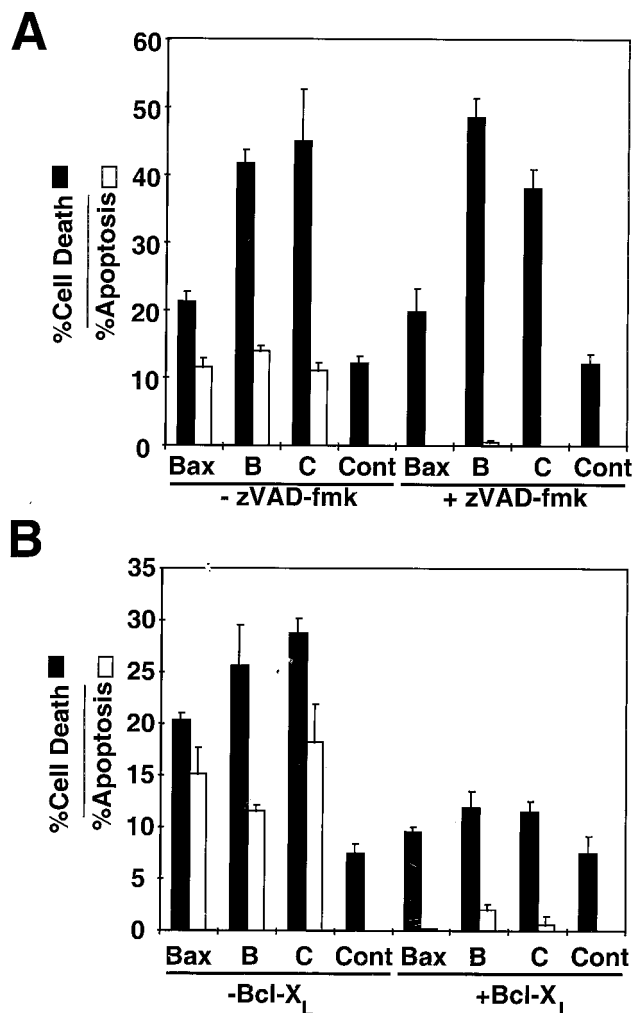 A
60
50
40
30
20
10
0
%Cell Death
%Apoptosis
Bax B C Cont Bax B C Cont
- zVAD-fmk + zVAD-fmk
B
35
30
25
20
15
10
5
0
%Cell Death
%Apoptosis
Bax B C Cont Bax B C Cont
-Bcl-XL +Bcl-XL